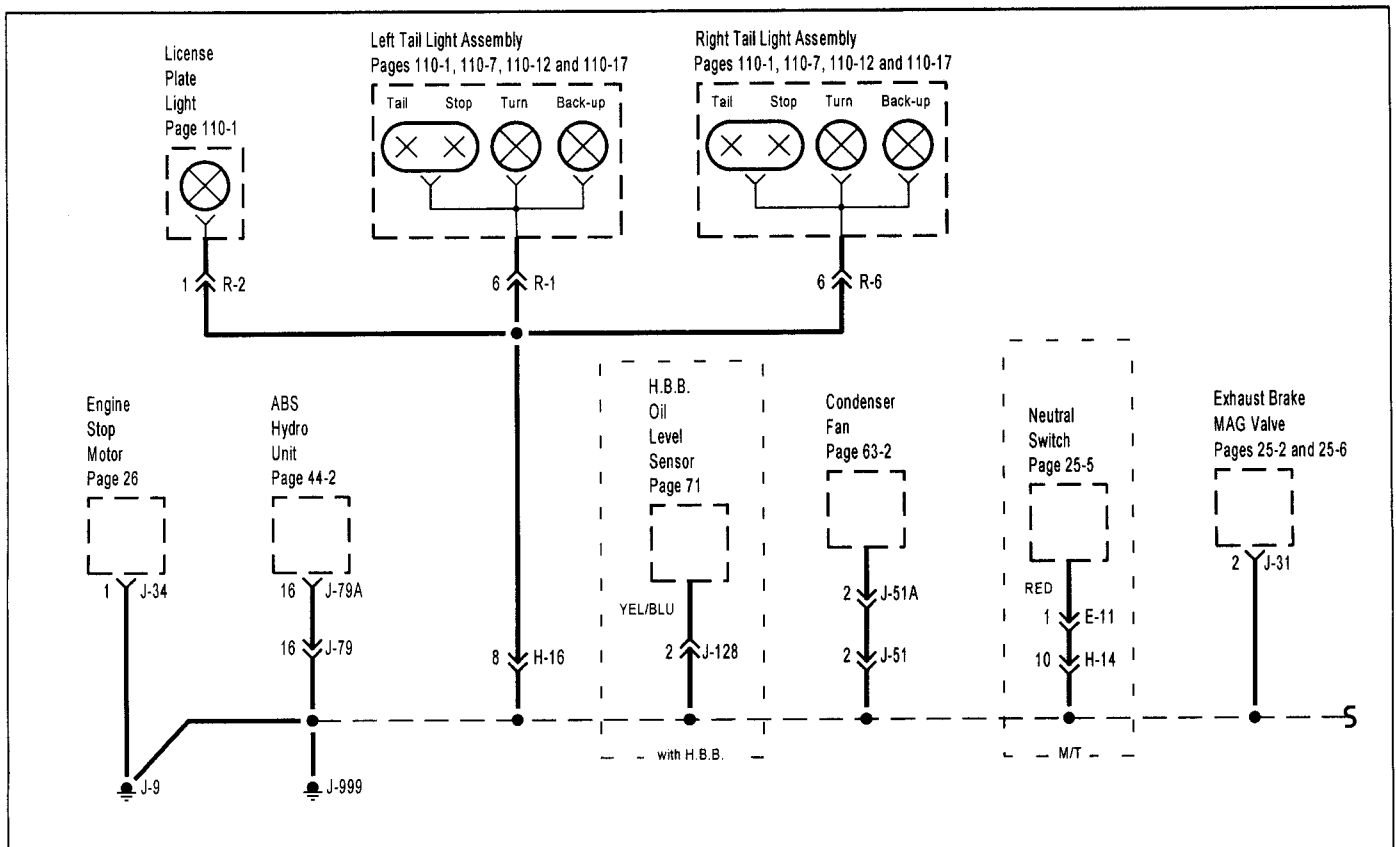 License
Plate
Light
Page 110-1
Left Tail Light Assembly
Pages 110-1, 110-7, 110-12 and 110-17
Tail Stop Turn Back-up
Right Tail Light Assembly
Pages 110-1, 110-7, 110-12 and 110-17
Tail Stop Turn Back-up
1 R-2
6 R-1
6 R-6
Engine
Stop
Motor
Page 26
ABS
Hydro
Unit
Page 44-2
H.B.B.
Oil
Level
Sensor
Page 71
Condenser
Fan
Page 63-2
Neutral
Switch
Page 25-5
Exhaust Brake
MAG Valve
Pages 25-2 and 25-6
1 J-34
16 J-79A
16 J-79
8 H-16
YEL/BLU
2 J-128
2 J-51A
2 J-51
RED
1 E-11
10 H-14
2 J-31
S
with H.B.B.
M/T
J-9
J-999